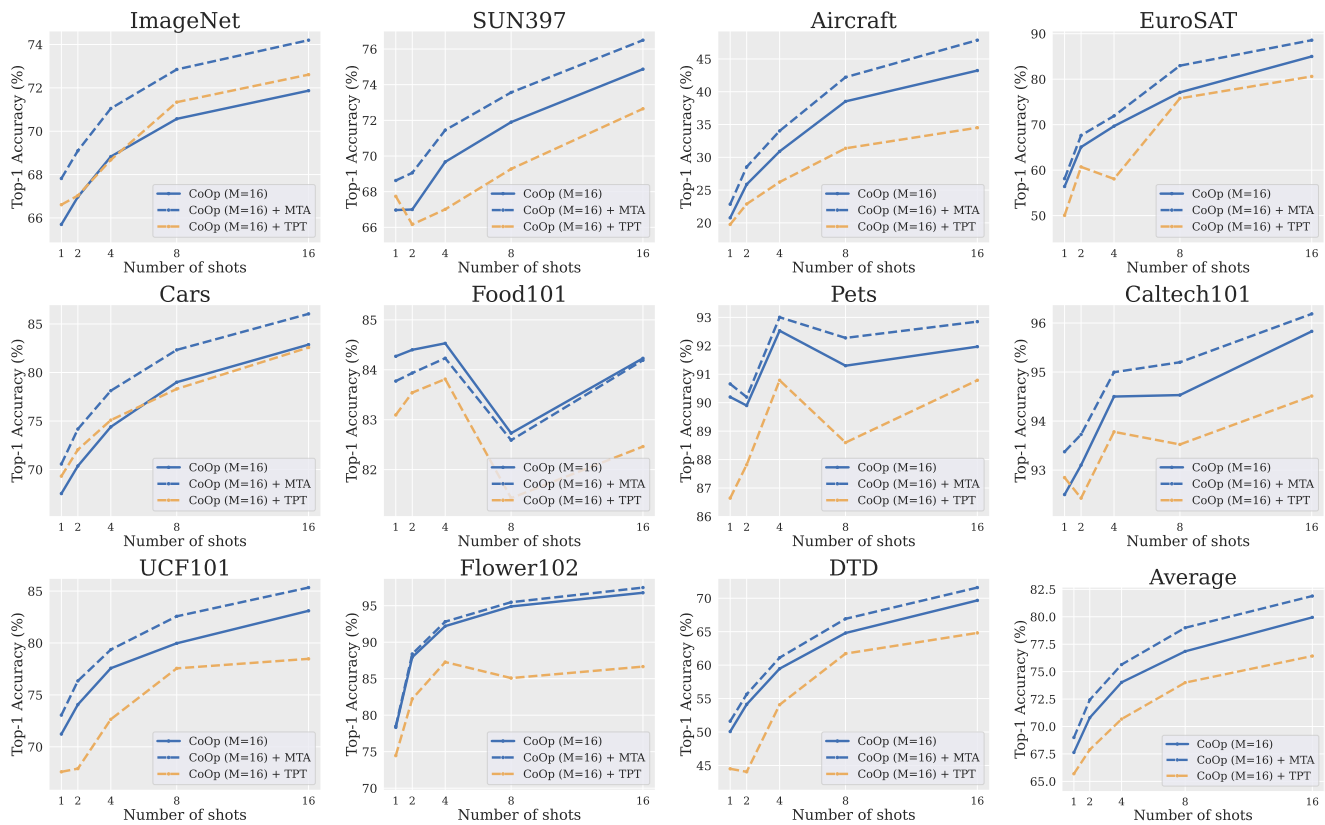 ImageNet
Top-1 Accuracy (%)
74
72
70
68
66
CoOp (M=16)
CoOp (M=16) + MTA
CoOp (M=16) + TPT
1 2 4 8 16
Number of shots
SUN397
Top-1 Accuracy (%)
76
74
72
70
68
66
CoOp (M=16)
CoOp (M=16) + MTA
CoOp (M=16) + TPT
1 2 4 8 16
Number of shots
Aircraft
Top-1 Accuracy (%)
45
40
35
30
25
20
CoOp (M=16)
CoOp (M=16) + MTA
CoOp (M=16) + TPT
1 2 4 8 16
Number of shots
EuroSAT
Top-1 Accuracy (%)
90
80
70
60
50
CoOp (M=16)
CoOp (M=16) + MTA
CoOp (M=16) + TPT
1 2 4 8 16
Number of shots
Cars
Top-1 Accuracy (%)
85
80
75
70
CoOp (M=16)
CoOp (M=16) + MTA
CoOp (M=16) + TPT
1 2 4 8 16
Number of shots
Food101
Top-1 Accuracy (%)
85
84
83
82
CoOp (M=16)
CoOp (M=16) + MTA
CoOp (M=16) + TPT
1 2 4 8 16
Number of shots
Pets
Top-1 Accuracy (%)
93
92
91
90
89
88
87
86
CoOp (M=16)
CoOp (M=16) + MTA
CoOp (M=16) + TPT
1 2 4 8 16
Number of shots
Caltech101
Top-1 Accuracy (%)
96
95
94
93
CoOp (M=16)
CoOp (M=16) + MTA
CoOp (M=16) + TPT
1 2 4 8 16
Number of shots
UCF101
Top-1 Accuracy (%)
85
80
75
70
CoOp (M=16)
CoOp (M=16) + MTA
CoOp (M=16) + TPT
1 2 4 8 16
Number of shots
Flower102
Top-1 Accuracy (%)
95
90
85
80
75
70
CoOp (M=16)
CoOp (M=16) + MTA
CoOp (M=16) + TPT
1 2 4 8 16
Number of shots
DTD
Top-1 Accuracy (%)
70
65
60
55
50
45
CoOp (M=16)
CoOp (M=16) + MTA
CoOp (M=16) + TPT
1 2 4 8 16
Number of shots
Average
Top-1 Accuracy (%)
82.5
80.0
77.5
75.0
72.5
70.0
67.5
65.0
CoOp (M=16)
CoOp (M=16) + MTA
CoOp (M=16) + TPT
1 2 4 8 16
Number of shots